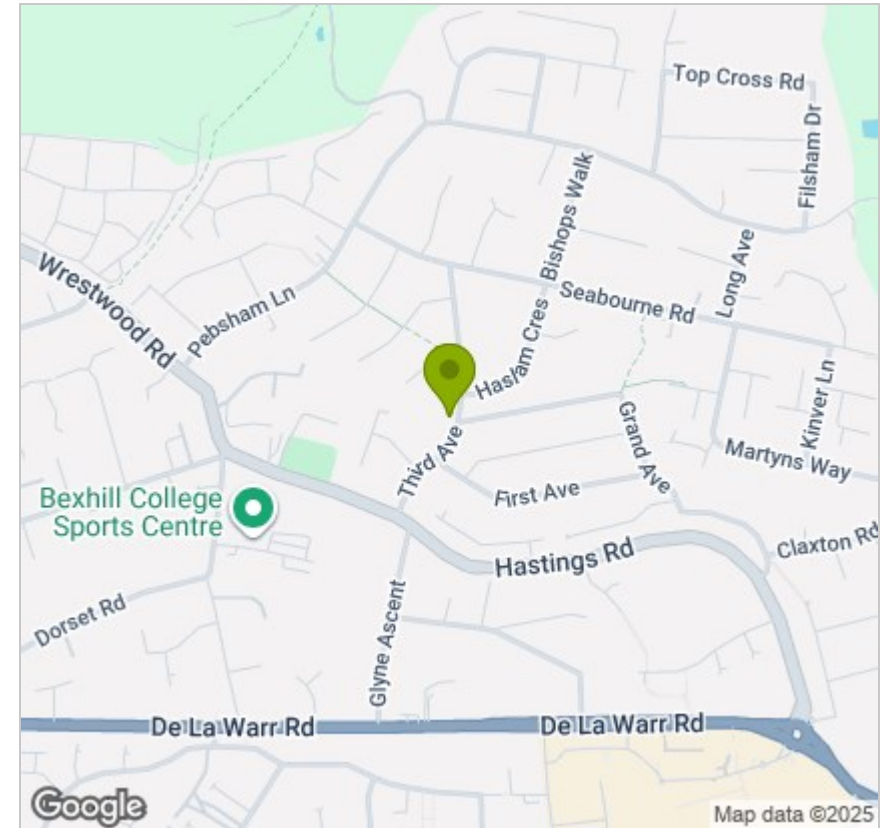 Top Cross Rd
Filsham Dr
Bishops Walk
Long Ave
Wrestwood Rd
Pebsham Ln
Seabourne Rd
Haslam Cres
Kinver Ln
Grand Ave
Third Ave
Martyns Way
First Ave
Bexhill College
Sports Centre
Claxton Rd
Hastings Rd
Dorset Rd
Glyne Ascent
De La Warr Rd
De La Warr Rd
Google
Map data ©2025